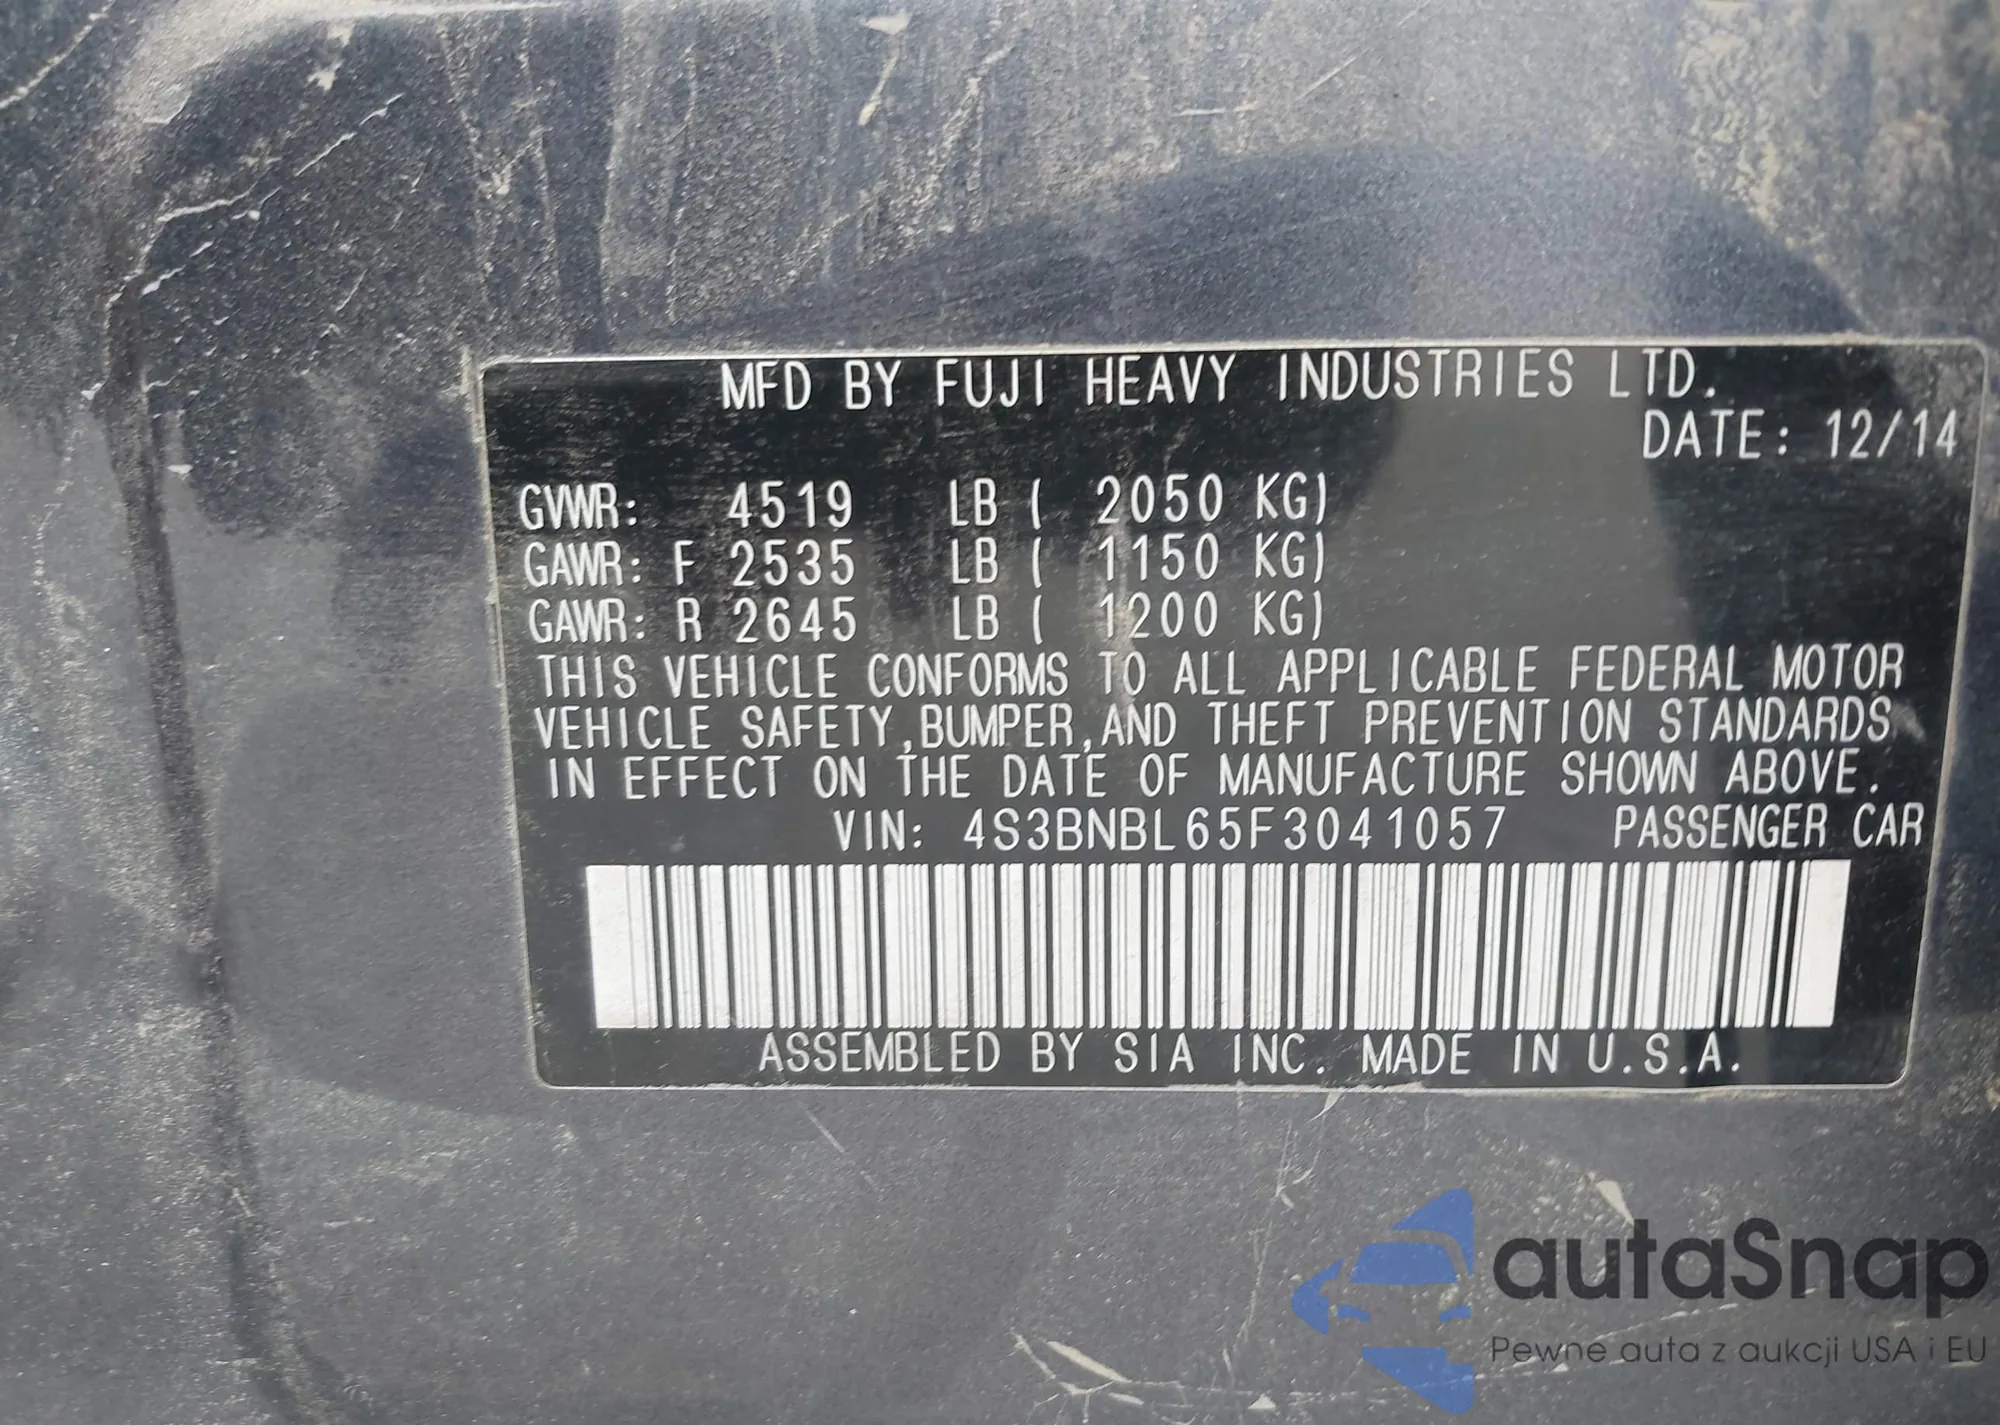 MFD BY FUJI HEAVY INDUSTRIES LTD.
DATE: 12/14
GVWR: 4519 LB ( 2050 KG)
GAWR: F 2535 LB ( 1150 KG)
GAWR: R 2645 LB ( 1200 KG)
THIS VEHICLE CONFORMS TO ALL APPLICABLE FEDERAL MOTOR
VEHICLE SAFETY,BUMPER,AND THEFT PREVENTION STANDARDS
IN EFFECT ON THE DATE OF MANUFACTURE SHOWN ABOVE.
VIN: 4S3BNBL65F3041057 PASSENGER CAR
ASSEMBLED BY SIA INC. MADE IN U.S.A.
autaSnap
Pewne auta z aukcji USA i EU